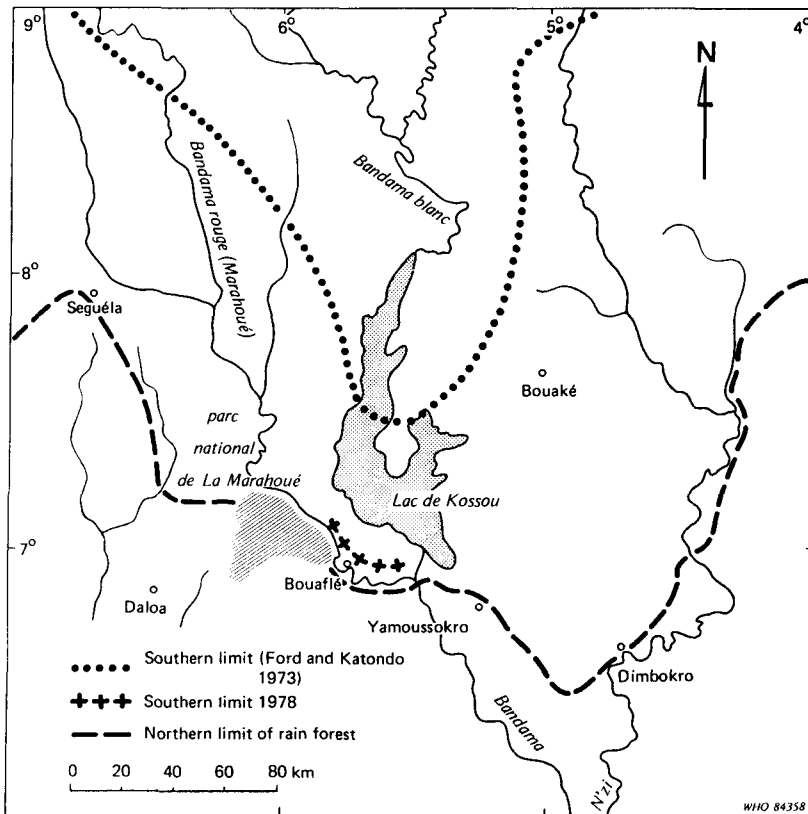 9°
6°
5°
4°
N
Bandama rouge (Marahoué)
Bandama blanc
8°
Seguéla
Bouaké
parc
national
de La Marahoué
Lac de Kossou
7°
Bouaflé
Daloa
Yamoussokro
Dimbokro
Southern limit (Ford and Katondo
1973)
Southern limit 1978
Northern limit of rain forest
Bandama
N'zi
0 20 40 60 80 km
WHO 84358